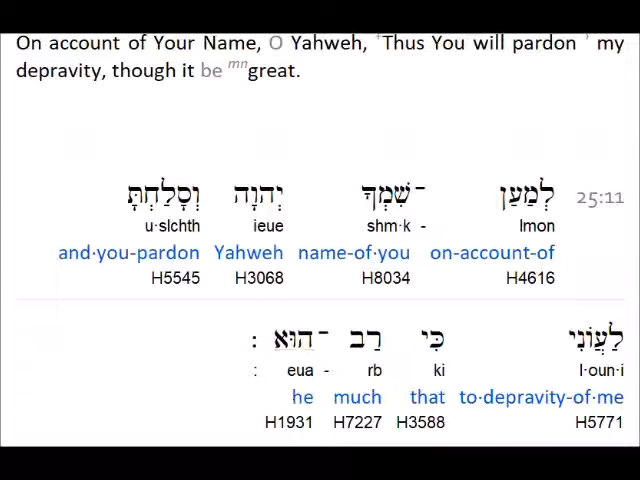 On account of Your Name, O Yahweh, +Thus You will pardon ' my
depravity, though it be mn great.
25:11 לְמַעַן־ שִׁמְךָ יְהוָה וְסָלַחְתָּ
u·slchth ieue shm·k - lmon
and·you-pardon Yahweh name-of·you on-account-of
H5545 H3068 H8034 H4616
לַעֲוֺנִי כִּי רַב־ הוּא :
: eua - rb ki l·oun·i
he much that to·depravity-of·me
H1931 H7227 H3588 H5771